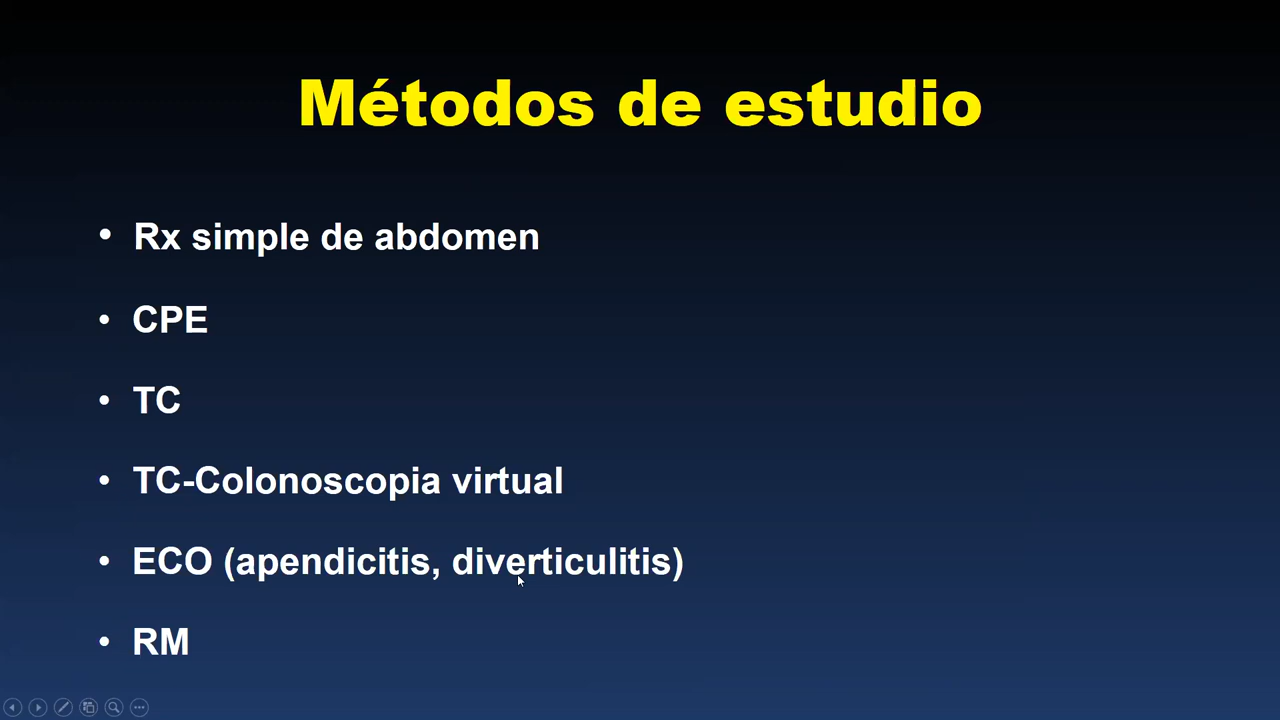 Métodos de estudio
• Rx simple de abdomen
• CPE
• TC
• TC-Colonoscopia virtual
• ECO (apendicitis, diverticulitis)
• RM